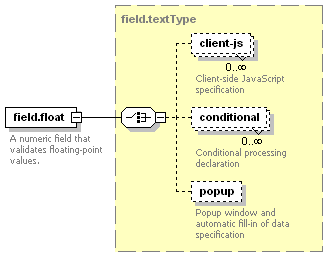 field.textType
client-js
0..∞
Client-side JavaScript
specification
field.float
A numeric field that
validates floating-point
values.
conditional
0..∞
Conditional processing
declaration
popup
Popup window and
automatic fill-in of data
specification